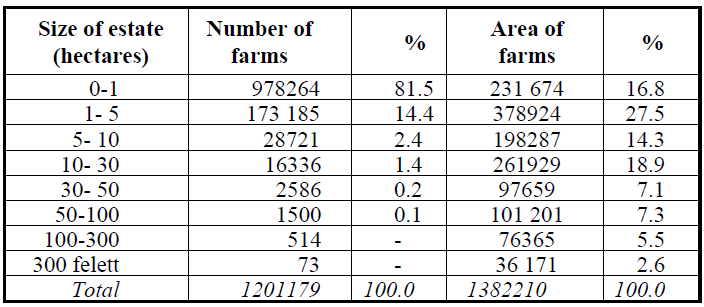 Size of estate Number of % Area of %
(hectares) farms farms
0-1 978264 81.5 231 674 16.8
1- 5 173 185 14.4 378924 27.5
5- 10 28721 2.4 198287 14.3
10- 30 16336 1.4 261929 18.9
30- 50 2586 0.2 97659 7.1
50-100 1500 0.1 101 201 7.3
100-300 514 - 76365 5.5
300 felett 73 - 36 171 2.6
Total 1201179 100.0 1382210 100.0